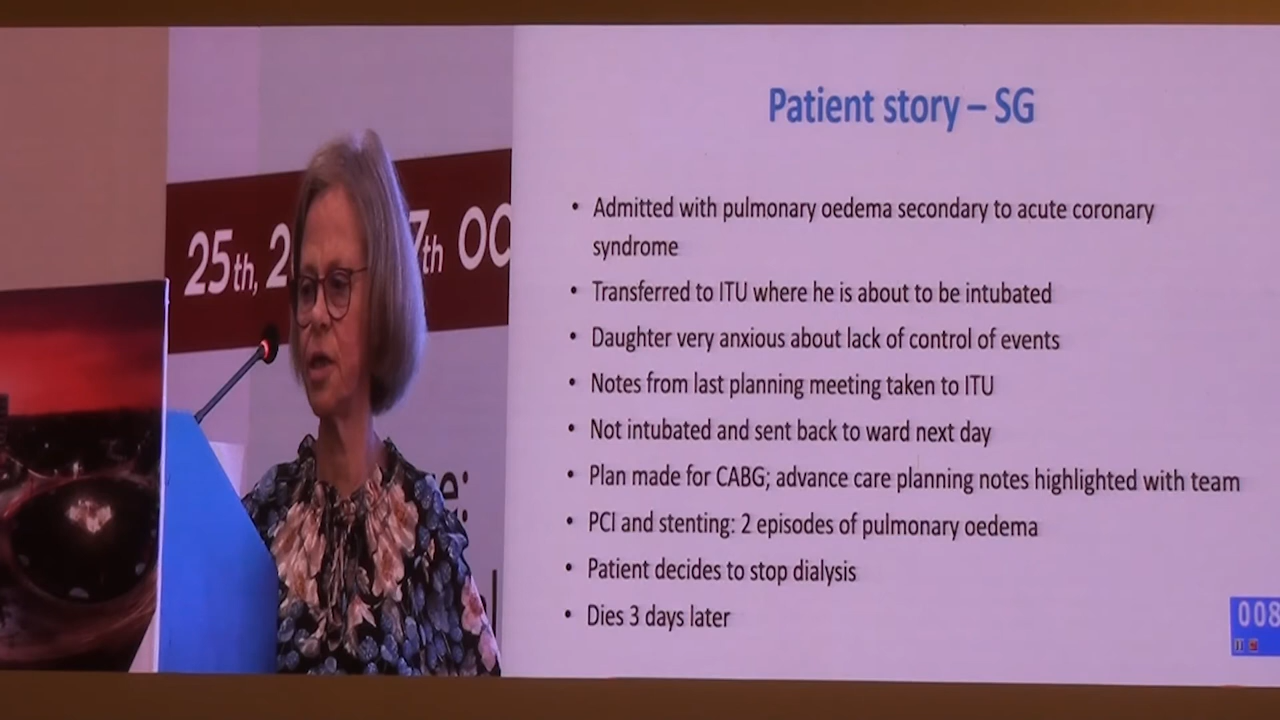 Patient story – SG
• Admitted with pulmonary oedema secondary to acute coronary
syndrome
• Transferred to ITU where he is about to be intubated
• Daughter very anxious about lack of control of events
• Notes from last planning meeting taken to ITU
• Not intubated and sent back to ward next day
• Plan made for CABG; advance care planning notes highlighted with team
• PCI and stenting: 2 episodes of pulmonary oedema
• Patient decides to stop dialysis
• Dies 3 days later
25th, 2 7th OC
e:
008